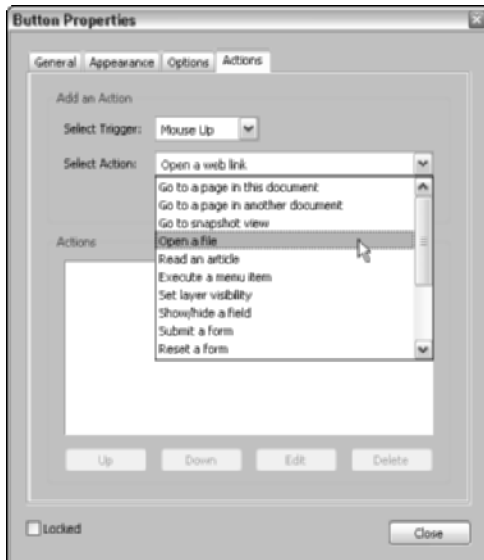 Button Properties
General Appearance Options Actions
Add an Action
Select Trigger: Mouse Up
Select Action: Open a web link
Go to a page in this document
Go to a page in another document
Go to snapshot view
Actions
Open a file
Read an article
Execute a menu item
Set layer visibility
Show/hide a field
Submit a form
Reset a form
Up Down Edit Delete
Locked
Close